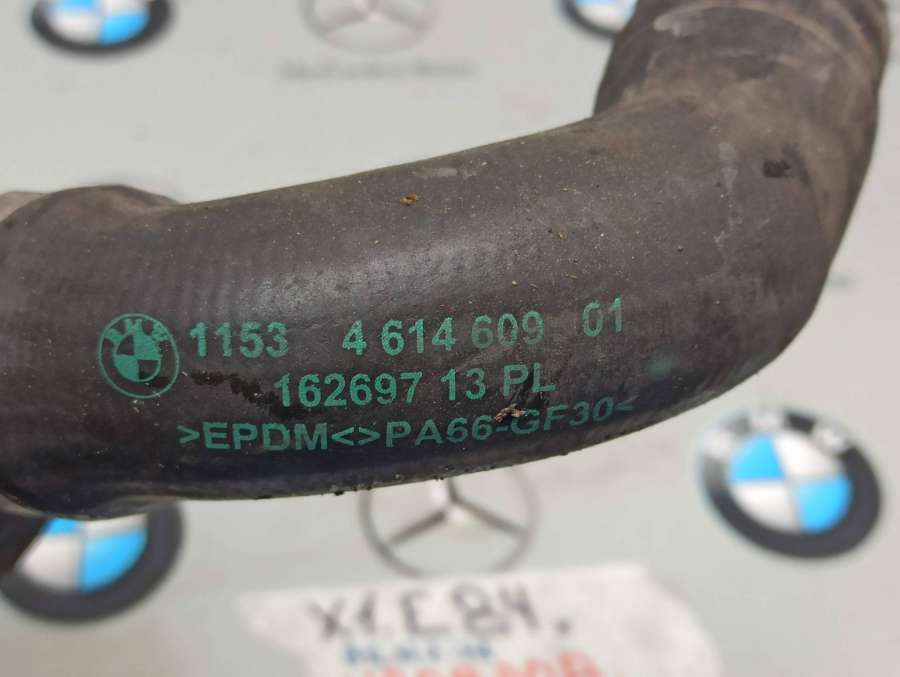 1153 4 614 609 01
162697 13 PL
>EPDM<>PA66-GF30<
X1.E84.